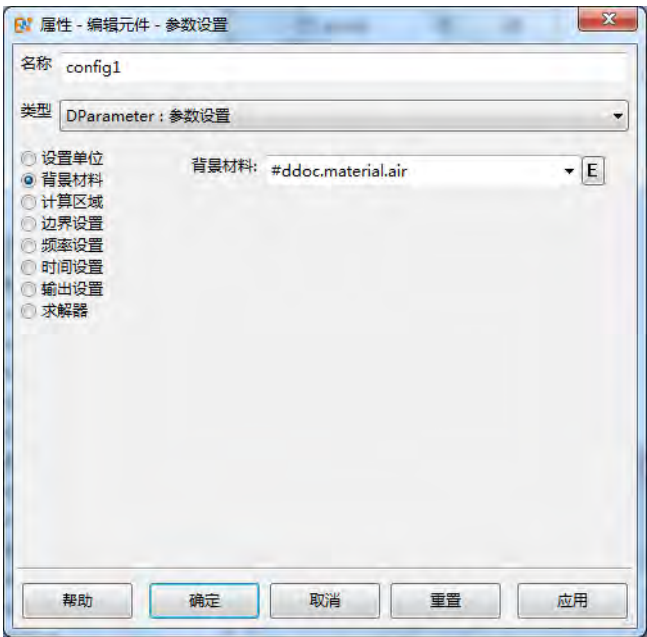 属性 - 编辑元件 - 参数设置
名称 config1
类型 DParameter : 参数设置
设置单位
背景材料
计算区域
边界设置
频率设置
时间设置
输出设置
求解器
背景材料: #ddoc.material.air E
帮助 确定 取消 重置 应用